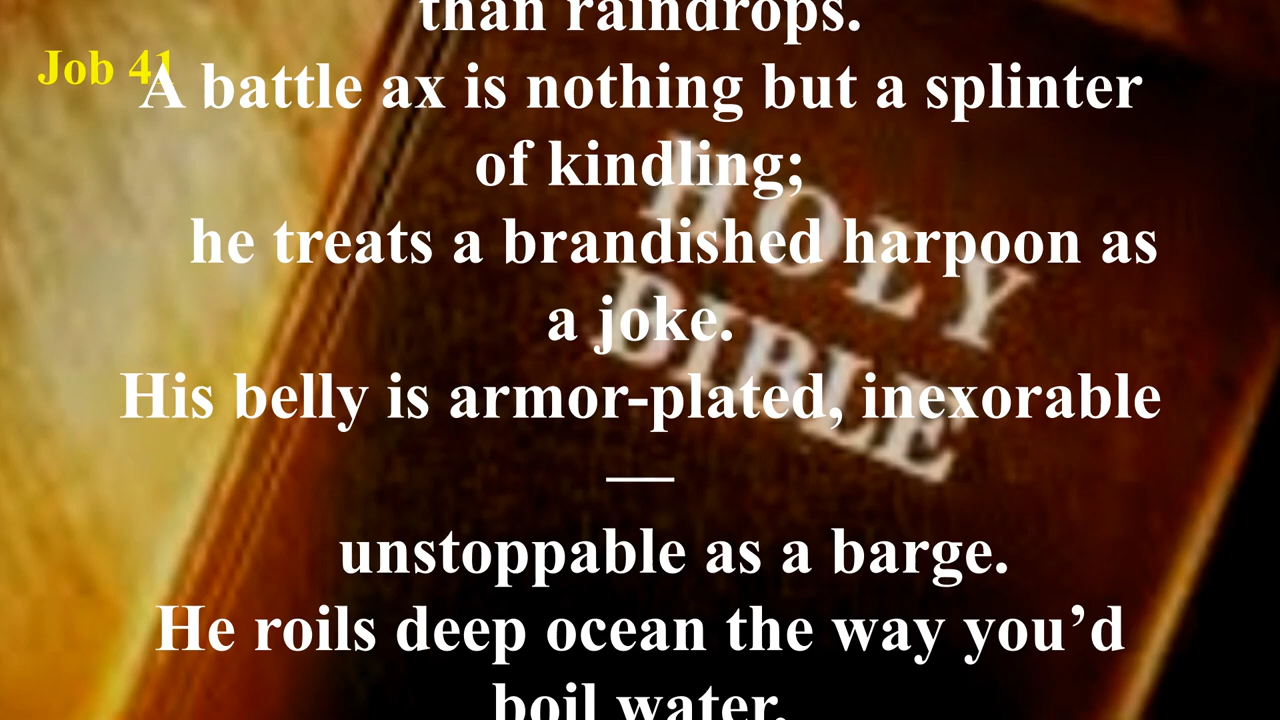 than raindrops.
Job 41
A battle ax is nothing but a splinter
of kindling;
he treats a brandished harpoon as
a joke.
His belly is armor-plated, inexorable
—
unstoppable as a barge.
He roils deep ocean the way you’d
boil water,
HOLY
BIBLE